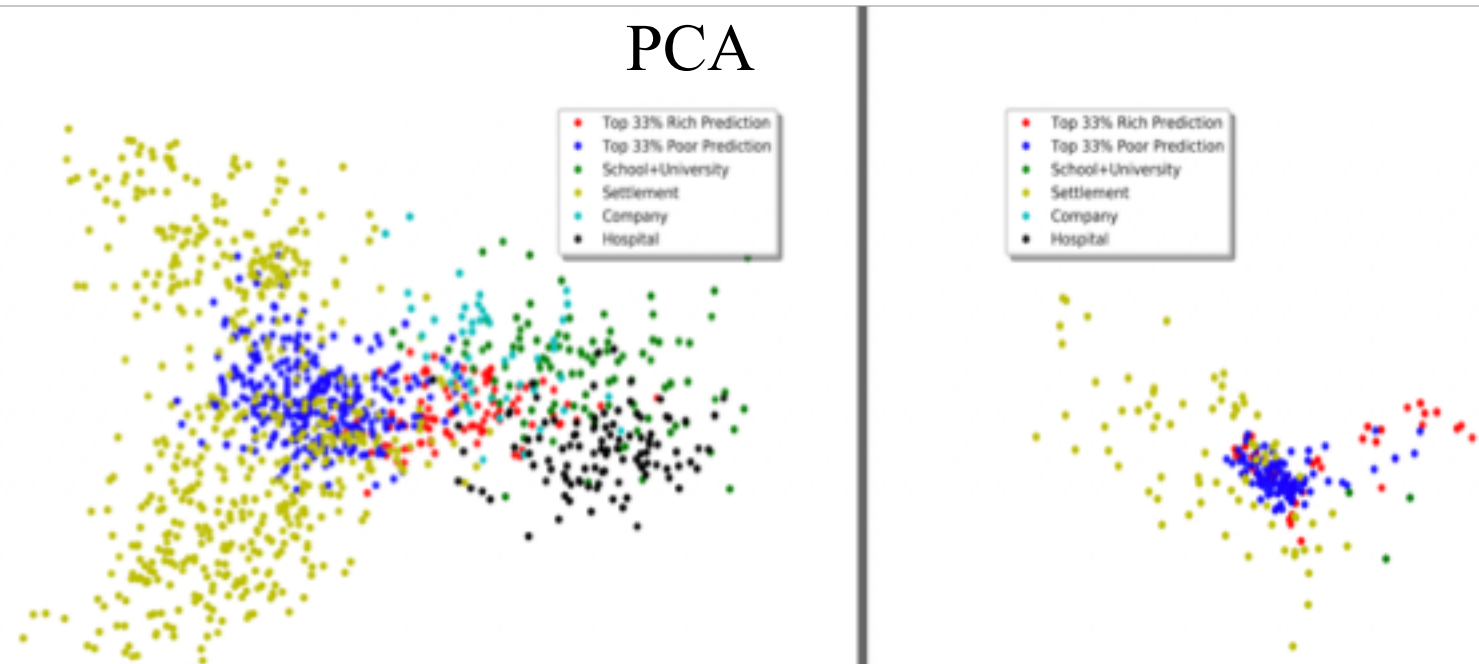 PCA
Top 33% Rich Prediction
Top 33% Poor Prediction
School+University
Settlement
Company
Hospital
Top 33% Rich Prediction
Top 33% Poor Prediction
School+University
Settlement
Company
Hospital